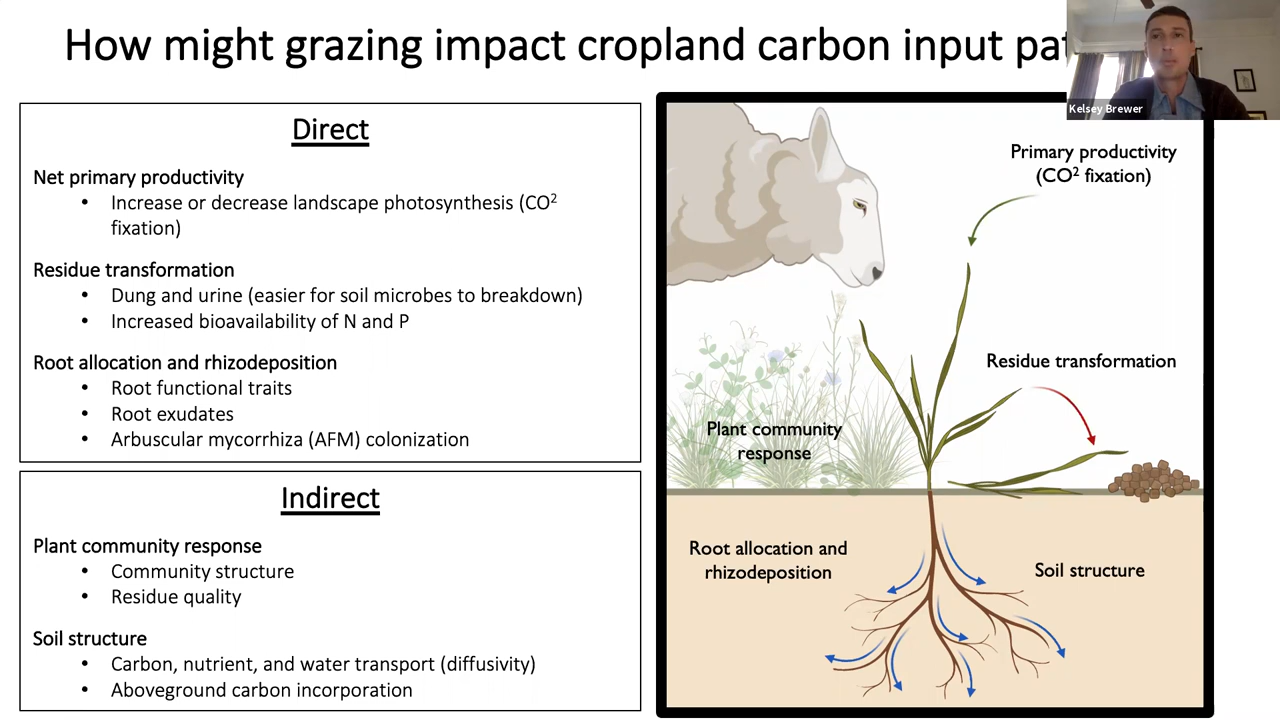 How might grazing impact cropland carbon input
Kelsey Brewer
Direct
Net primary productivity
• Increase or decrease landscape photosynthesis (CO²
fixation)
Residue transformation
• Dung and urine (easier for soil microbes to breakdown)
• Increased bioavailability of N and P
Root allocation and rhizodeposition
• Root functional traits
• Root exudates
• Arbuscular mycorrhiza (AFM) colonization
Indirect
Plant community response
• Community structure
• Residue quality
Soil structure
• Carbon, nutrient, and water transport (diffusivity)
• Aboveground carbon incorporation
Primary productivity
(CO² fixation)
Residue transformation
Plant community
response
Root allocation and
rhizodeposition
Soil structure